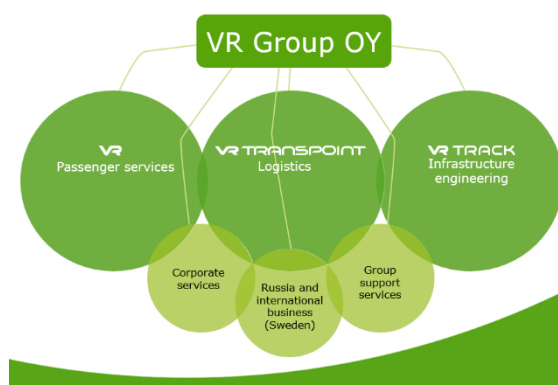 VR Group OY
VR
Passenger services
VR TRANSPOINT
Logistics
VR TRACK
Infrastructure
engineering
Corporate
services
Russia and
international
business
(Sweden)
Group
support
services